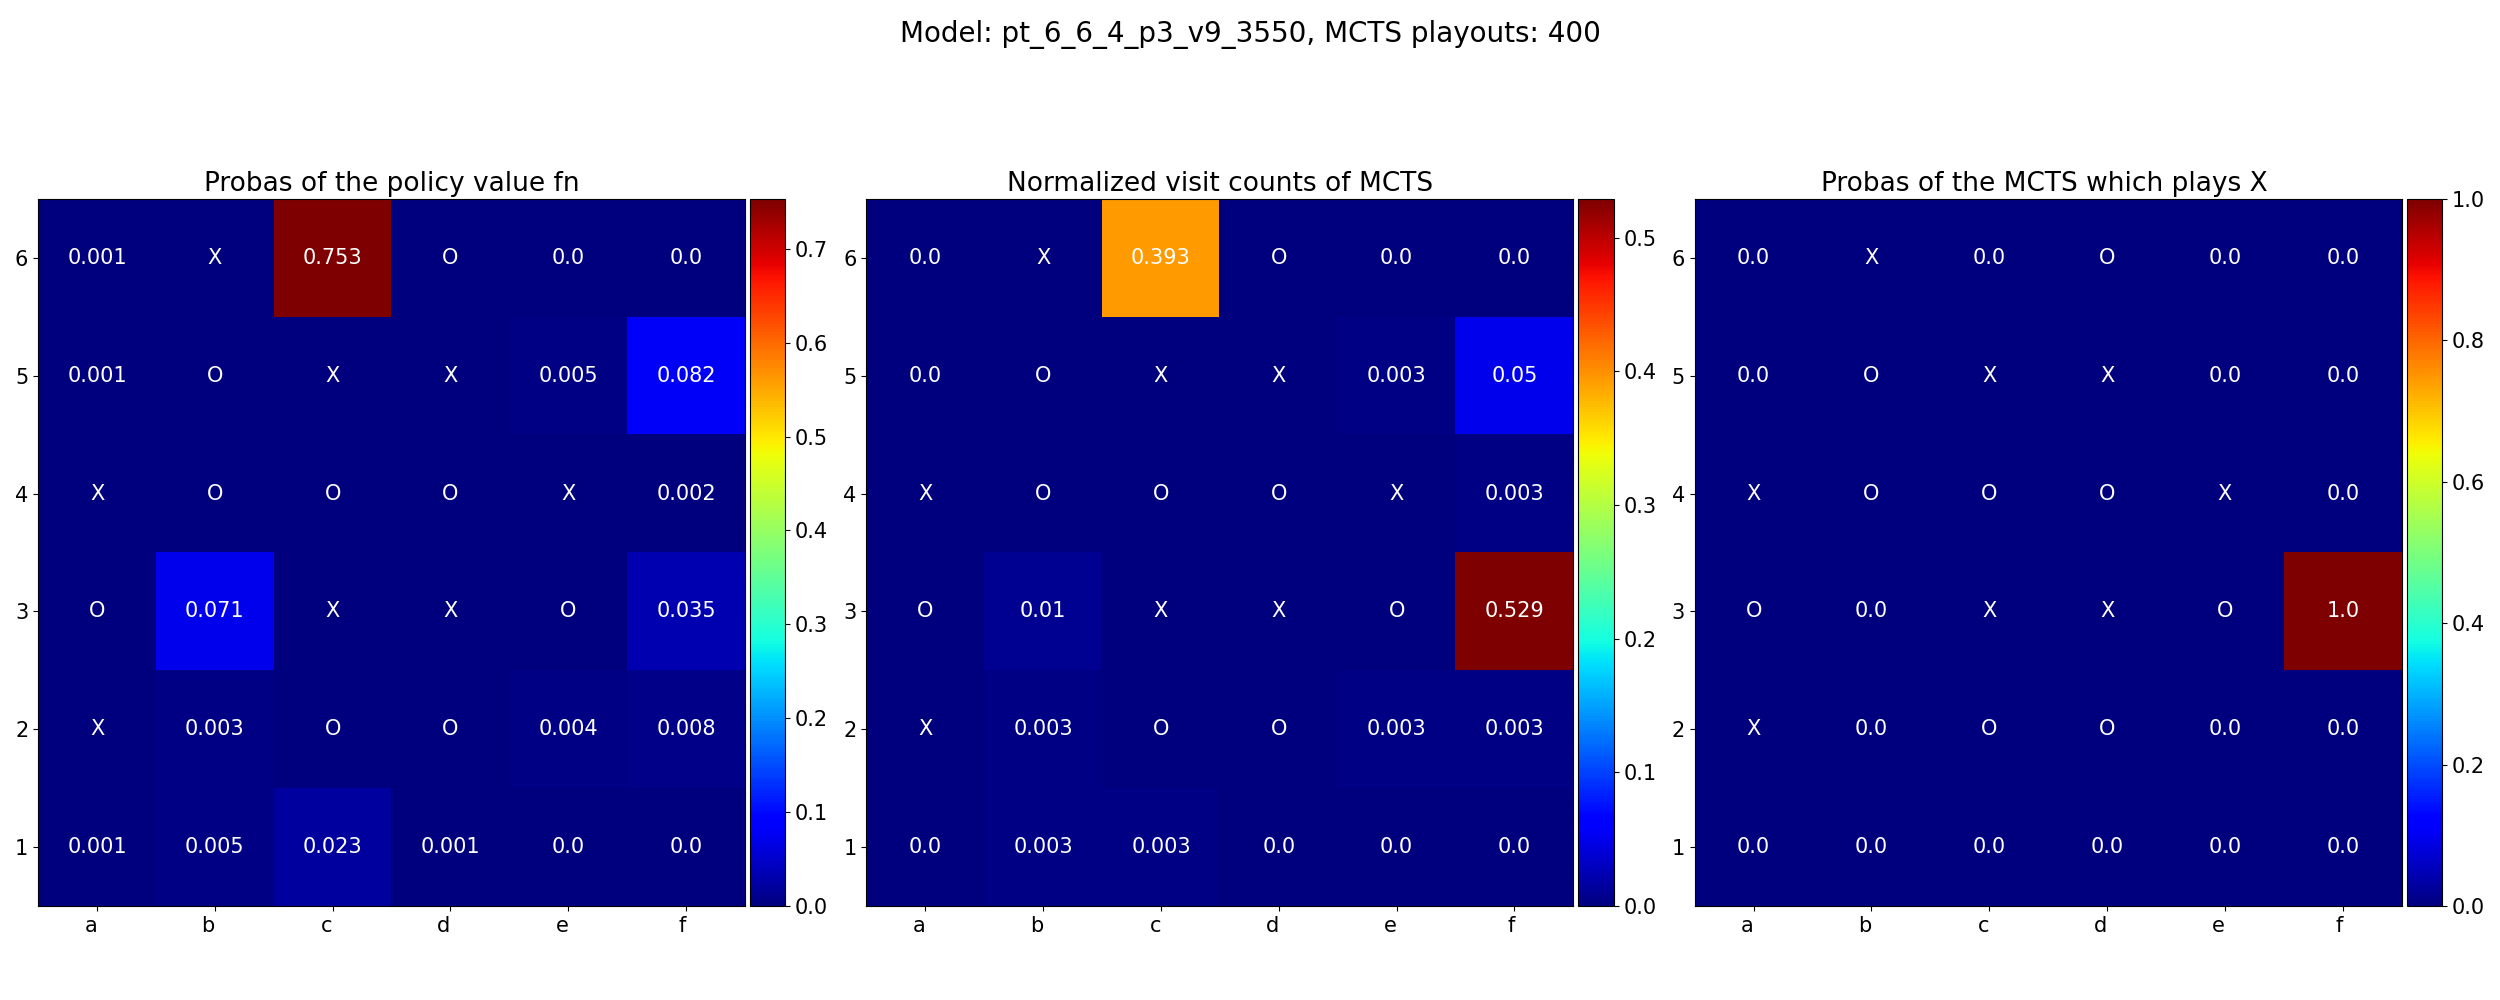 Model: pt_6_6_4_p3_v9_3550, MCTS playouts: 400
Probas of the policy value fn
6 0.001 X 0.753 O 0.0 0.0
5 0.001 O X X 0.005 0.082
4 X O O O X 0.002
3 O 0.071 X X O 0.035
2 X 0.003 O O 0.004 0.008
1 0.001 0.005 0.023 0.001 0.0 0.0
a b c d e f
0.7
0.6
0.5
0.4
0.3
0.2
0.1
0.0
Normalized visit counts of MCTS
6 0.0 X 0.393 O 0.0 0.0
5 0.0 O X X 0.003 0.05
4 X O O O X 0.003
3 O 0.01 X X O 0.529
2 X 0.003 O O 0.003 0.003
1 0.0 0.003 0.003 0.0 0.0 0.0
a b c d e f
0.5
0.4
0.3
0.2
0.1
0.0
Probas of the MCTS which plays X
6 0.0 X 0.0 O 0.0 0.0
5 0.0 O X X 0.0 0.0
4 X O O O X 0.0
3 O 0.0 X X O 1.0
2 X 0.0 O O 0.0 0.0
1 0.0 0.0 0.0 0.0 0.0 0.0
a b c d e f
1.0
0.8
0.6
0.4
0.2
0.0